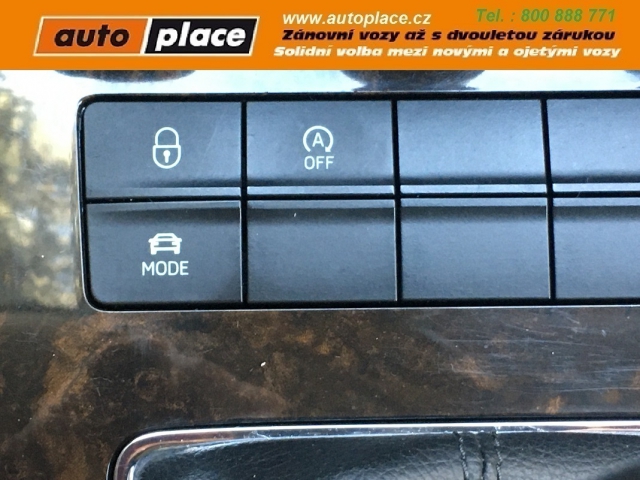 auto place
www.autoplace.cz
Tel. : 800 888 771
Zánovní vozy až s dvouletou zárukou
Solidní volba mezi novými a ojetými vozy
A
OFF
MODE